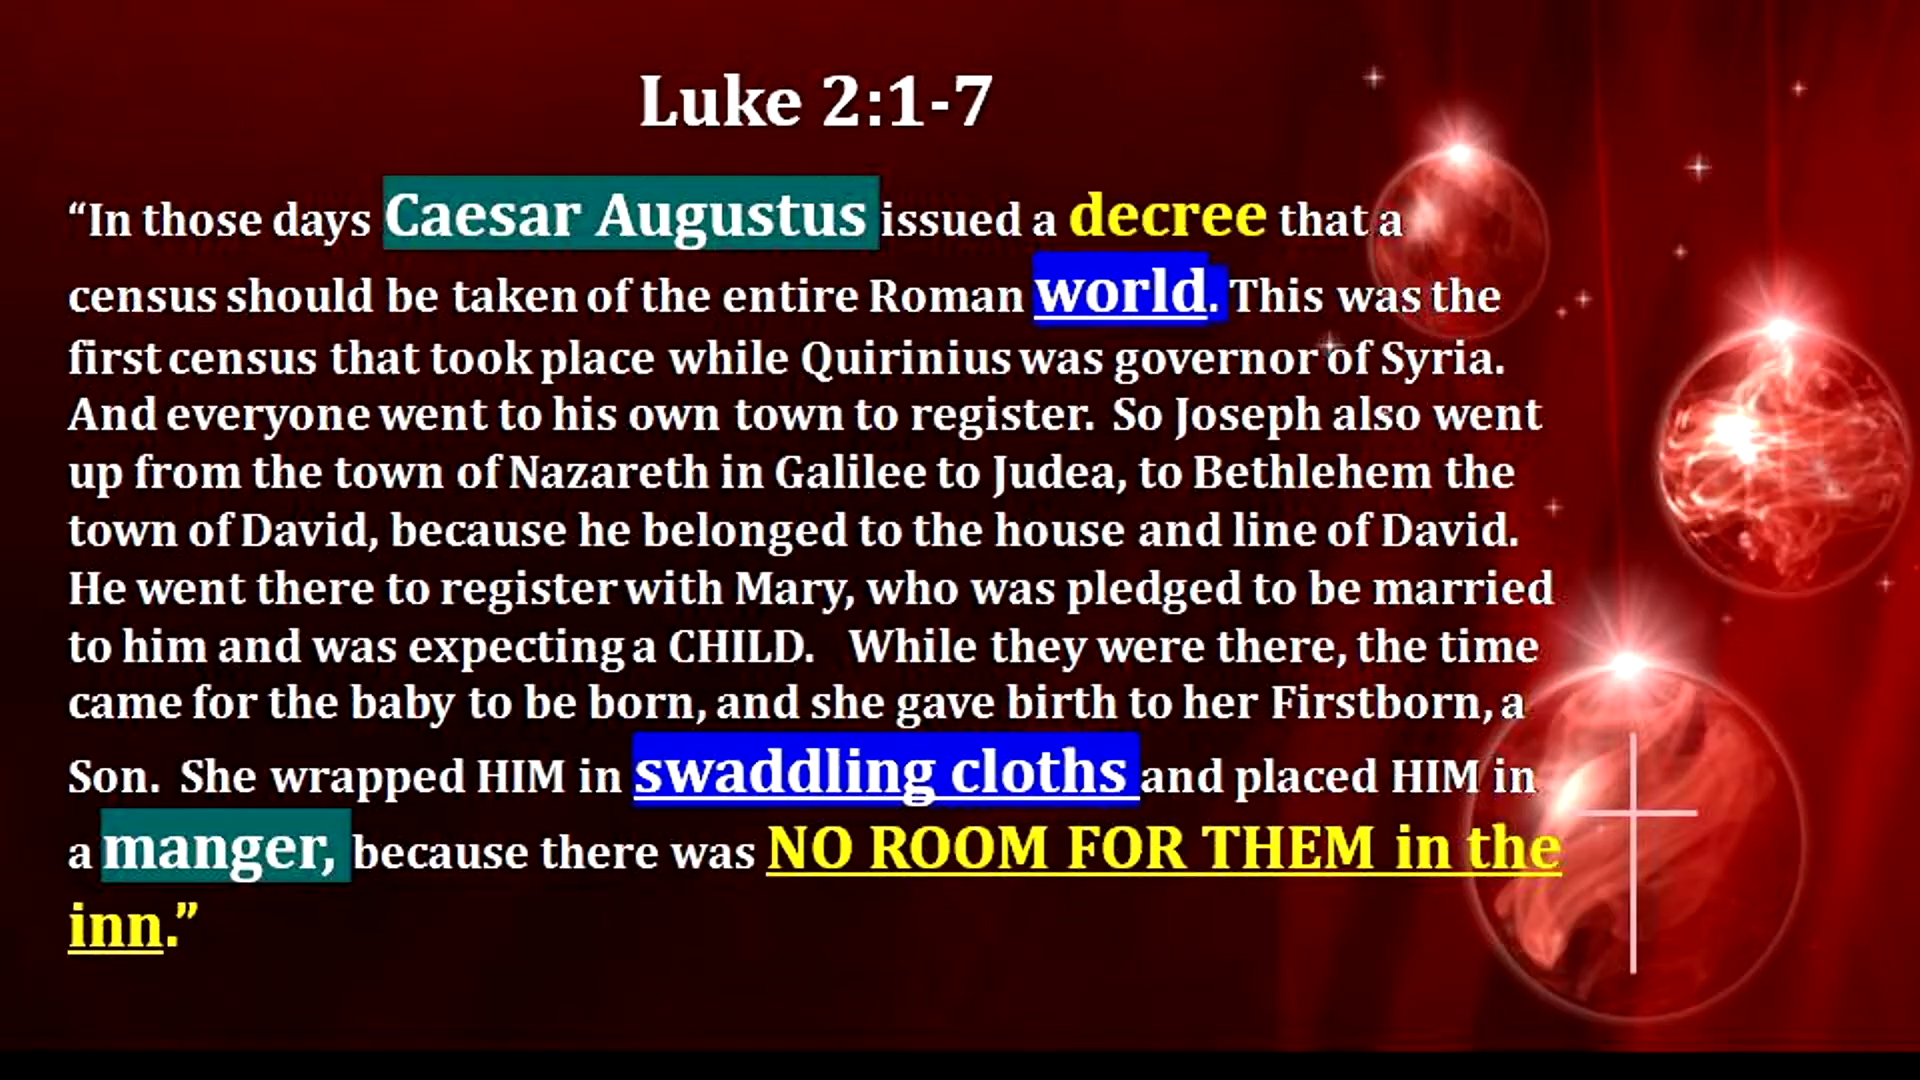 Luke 2:1-7
“In those days Caesar Augustus issued a decree that a
census should be taken of the entire Roman world. This was the
first census that took place while Quirinius was governor of Syria.
And everyone went to his own town to register. So Joseph also went
up from the town of Nazareth in Galilee to Judea, to Bethlehem the
town of David, because he belonged to the house and line of David.
He went there to register with Mary, who was pledged to be married
to him and was expecting a CHILD. While they were there, the time
came for the baby to be born, and she gave birth to her Firstborn, a
Son. She wrapped HIM in swaddling cloths and placed HIM in
a manger, because there was NO ROOM FOR THEM in the
inn.”